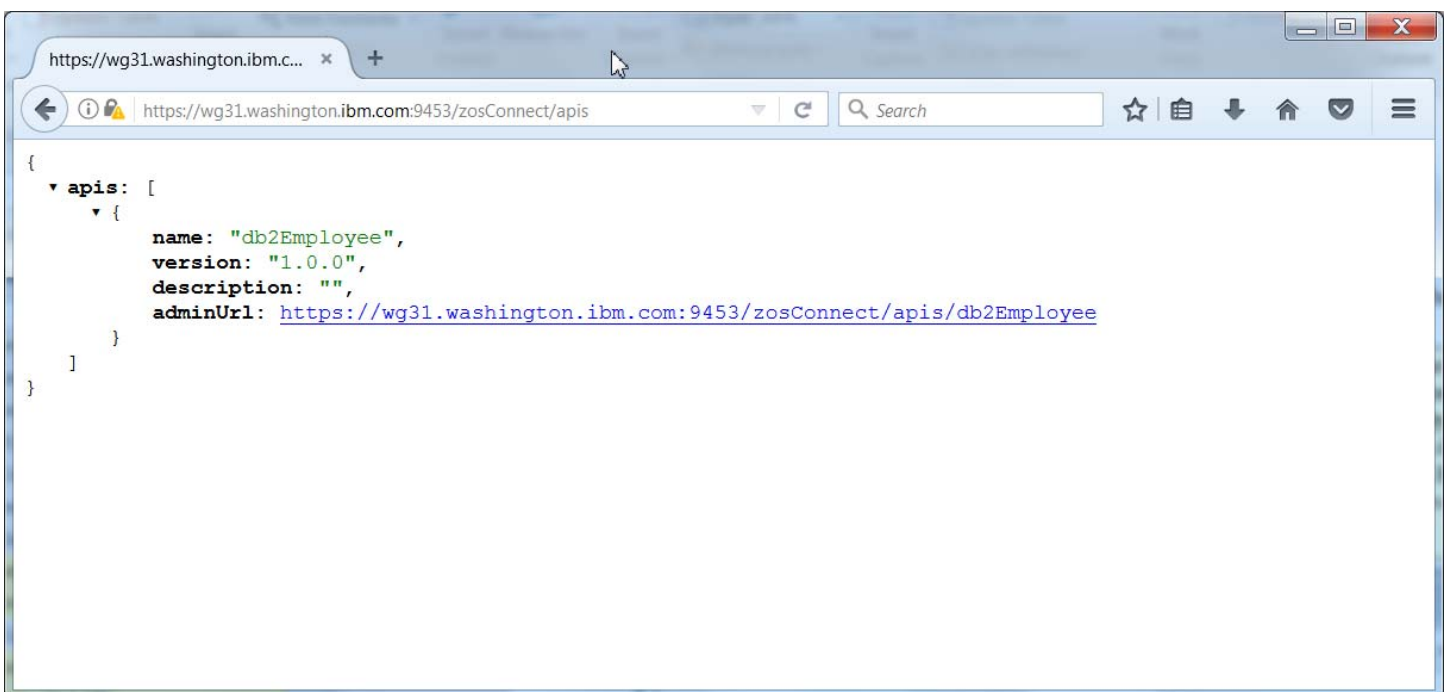 https://wg31.washington.ibm.c...
https://wg31.washington.ibm.com:9453/zosConnect/apis
Search
{
apis: [
{
name: "db2Employee",
version: "1.0.0",
description: "",
adminUrl: https://wg31.washington.ibm.com:9453/zosConnect/apis/db2Employee
}
]
}